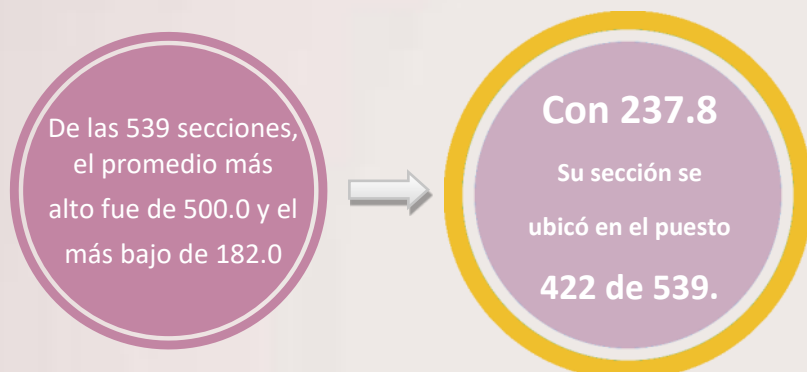 De las 539 secciones,
el promedio más
alto fue de 500.0 y el
más bajo de 182.0
Con 237.8
Su sección se
ubicó en el puesto
422 de 539.